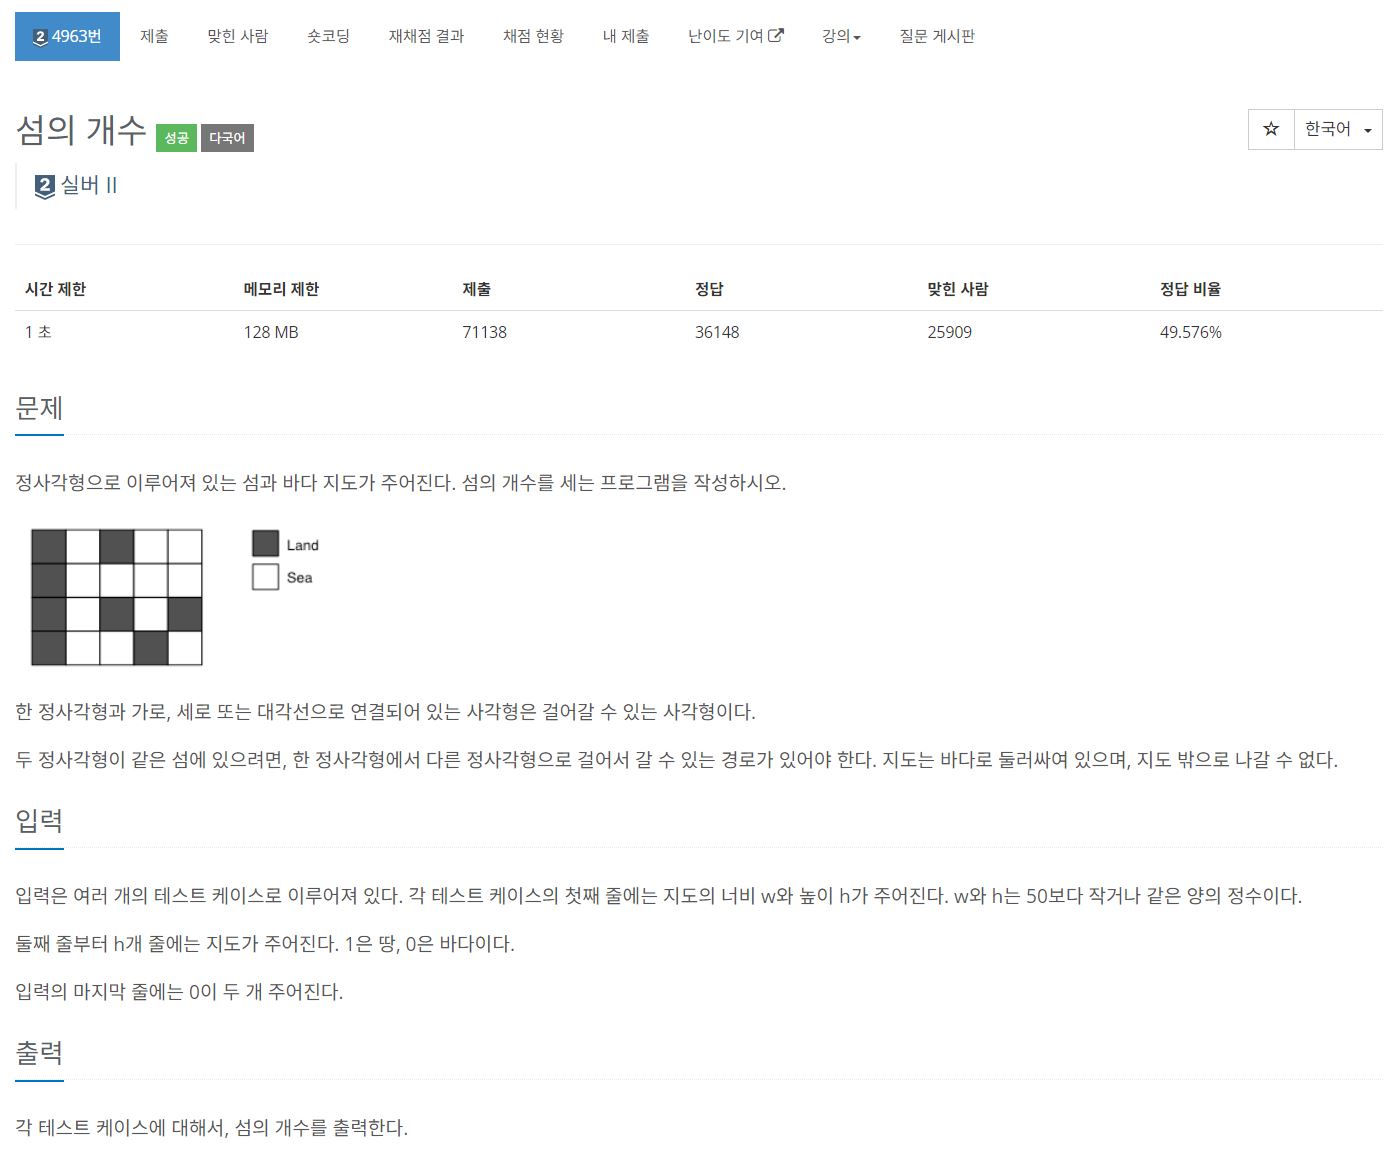 2 4963번 제출 맞힌 사람 숏코딩 재채점 결과 채점 현황 내 제출 난이도 기여 강의 질문 게시판
섬의 개수 성공 다국어 한국어
2 실버 II
시간 제한 메모리 제한 제출 정답 맞힌 사람 정답 비율
1 초 128 MB 71138 36148 25909 49.576%
문제
정사각형으로 이루어져 있는 섬과 바다 지도가 주어진다. 섬의 개수를 세는 프로그램을 작성하시오.
Land
Sea
한 정사각형과 가로, 세로 또는 대각선으로 연결되어 있는 사각형은 걸어갈 수 있는 사각형이다.
두 정사각형이 같은 섬에 있으려면, 한 정사각형에서 다른 정사각형으로 걸어서 갈 수 있는 경로가 있어야 한다. 지도는 바다로 둘러싸여 있으며, 지도 밖으로 나갈 수 없다.
입력
입력은 여러 개의 테스트 케이스로 이루어져 있다. 각 테스트 케이스의 첫째 줄에는 지도의 너비 w와 높이 h가 주어진다. w와 h는 50보다 작거나 같은 양의 정수이다.
둘째 줄부터 h개 줄에는 지도가 주어진다. 1은 땅, 0은 바다이다.
입력의 마지막 줄에는 0이 두 개 주어진다.
출력
각 테스트 케이스에 대해서, 섬의 개수를 출력한다.